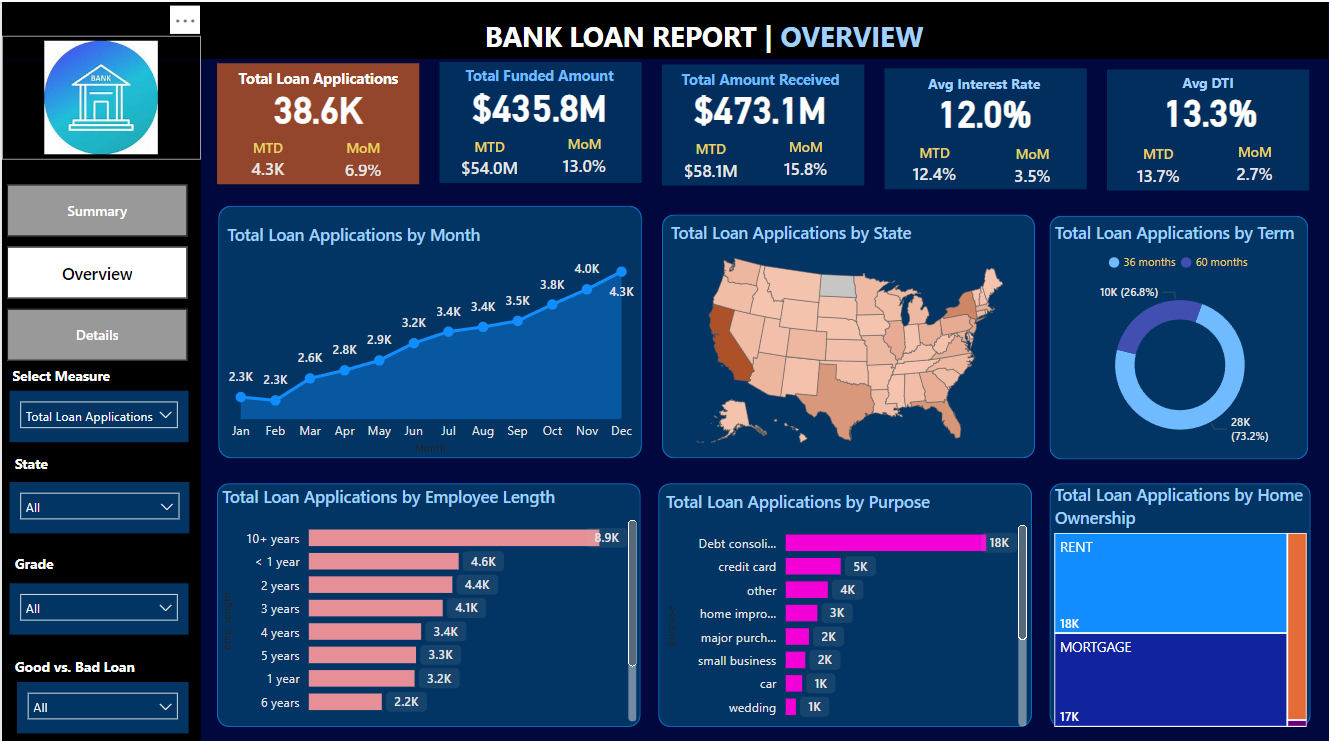 BANK LOAN REPORT | OVERVIEW
BANK
Total Loan Applications
38.6K
MTD
MoM
4.3K
6.9%
Total Funded Amount
$435.8M
MTD
MoM
$54.0M
13.0%
Total Amount Received
$473.1M
MTD
MoM
$58.1M
15.8%
Avg Interest Rate
12.0%
MTD
MoM
12.4%
3.5%
Avg DTI
13.3%
MTD
MoM
13.7%
2.7%
Summary
Overview
Details
Select Measure
Total Loan Applications
State
All
Grade
All
Good vs. Bad Loan
All
Total Loan Applications by Month
2.3K
2.3K
2.6K
2.8K
2.9K
3.2K
3.4K
3.4K
3.5K
3.8K
4.0K
4.3K
Jan Feb Mar Apr May Jun Jul Aug Sep Oct Nov Dec
Month
Total Loan Applications by State
Total Loan Applications by Term
36 months 60 months
10K (26.8%)
28K
(73.2%)
Total Loan Applications by Employee Length
10+ years 8.9K
< 1 year 4.6K
2 years 4.4K
3 years 4.1K
4 years 3.4K
5 years 3.3K
1 year 3.2K
6 years 2.2K
Total Loan Applications by Purpose
Debt consoli... 18K
credit card 5K
other 4K
home impro... 3K
major purch... 2K
small business 2K
car 1K
wedding 1K
Total Loan Applications by Home
Ownership
RENT
18K
MORTGAGE
17K